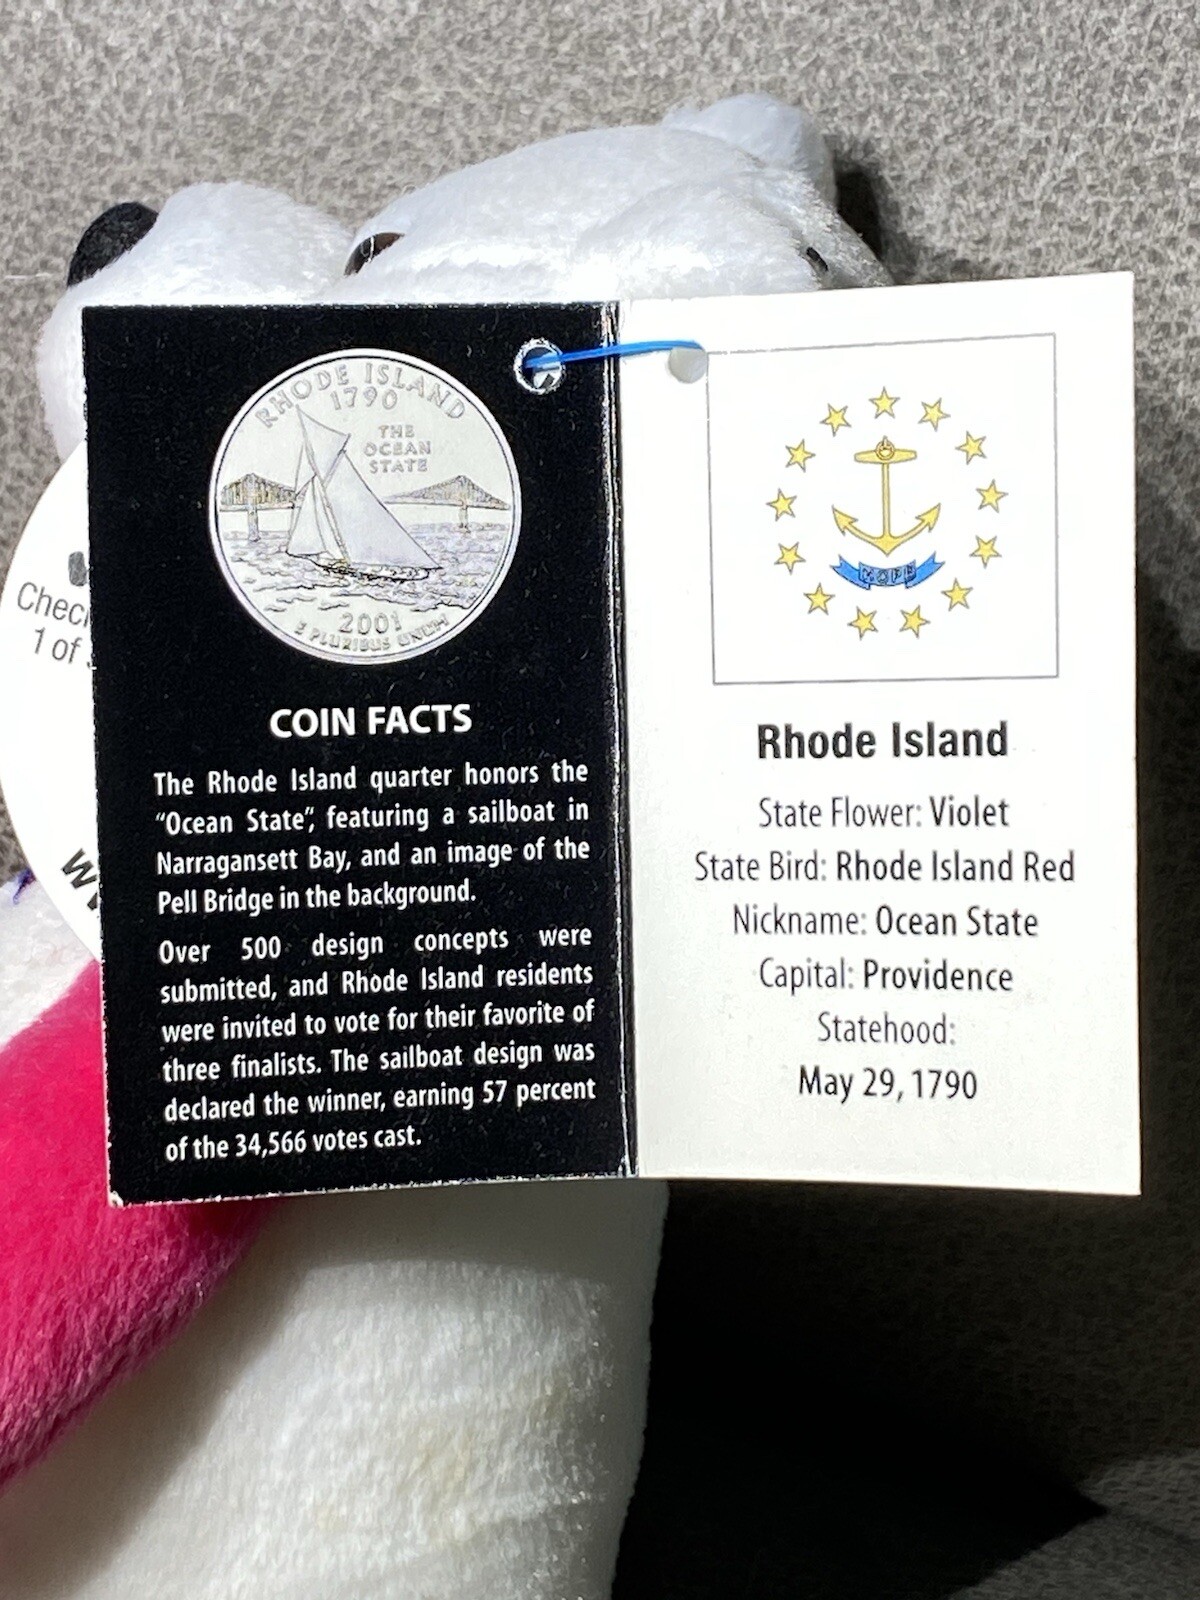 RHODE ISLAND
1790
THE
OCEAN
STATE
2001
E PLURIBUS UNUM
COIN FACTS
The Rhode Island quarter honors the
"Ocean State", featuring a sailboat in
Narragansett Bay, and an image of the
Pell Bridge in the background.
Over 500 design concepts were
submitted, and Rhode Island residents
were invited to vote for their favorite of
three finalists. The sailboat design was
declared the winner, earning 57 percent
of the 34,566 votes cast.
HOPE
Rhode Island
State Flower: Violet
State Bird: Rhode Island Red
Nickname: Ocean State
Capital: Providence
Statehood:
May 29, 1790
1 of